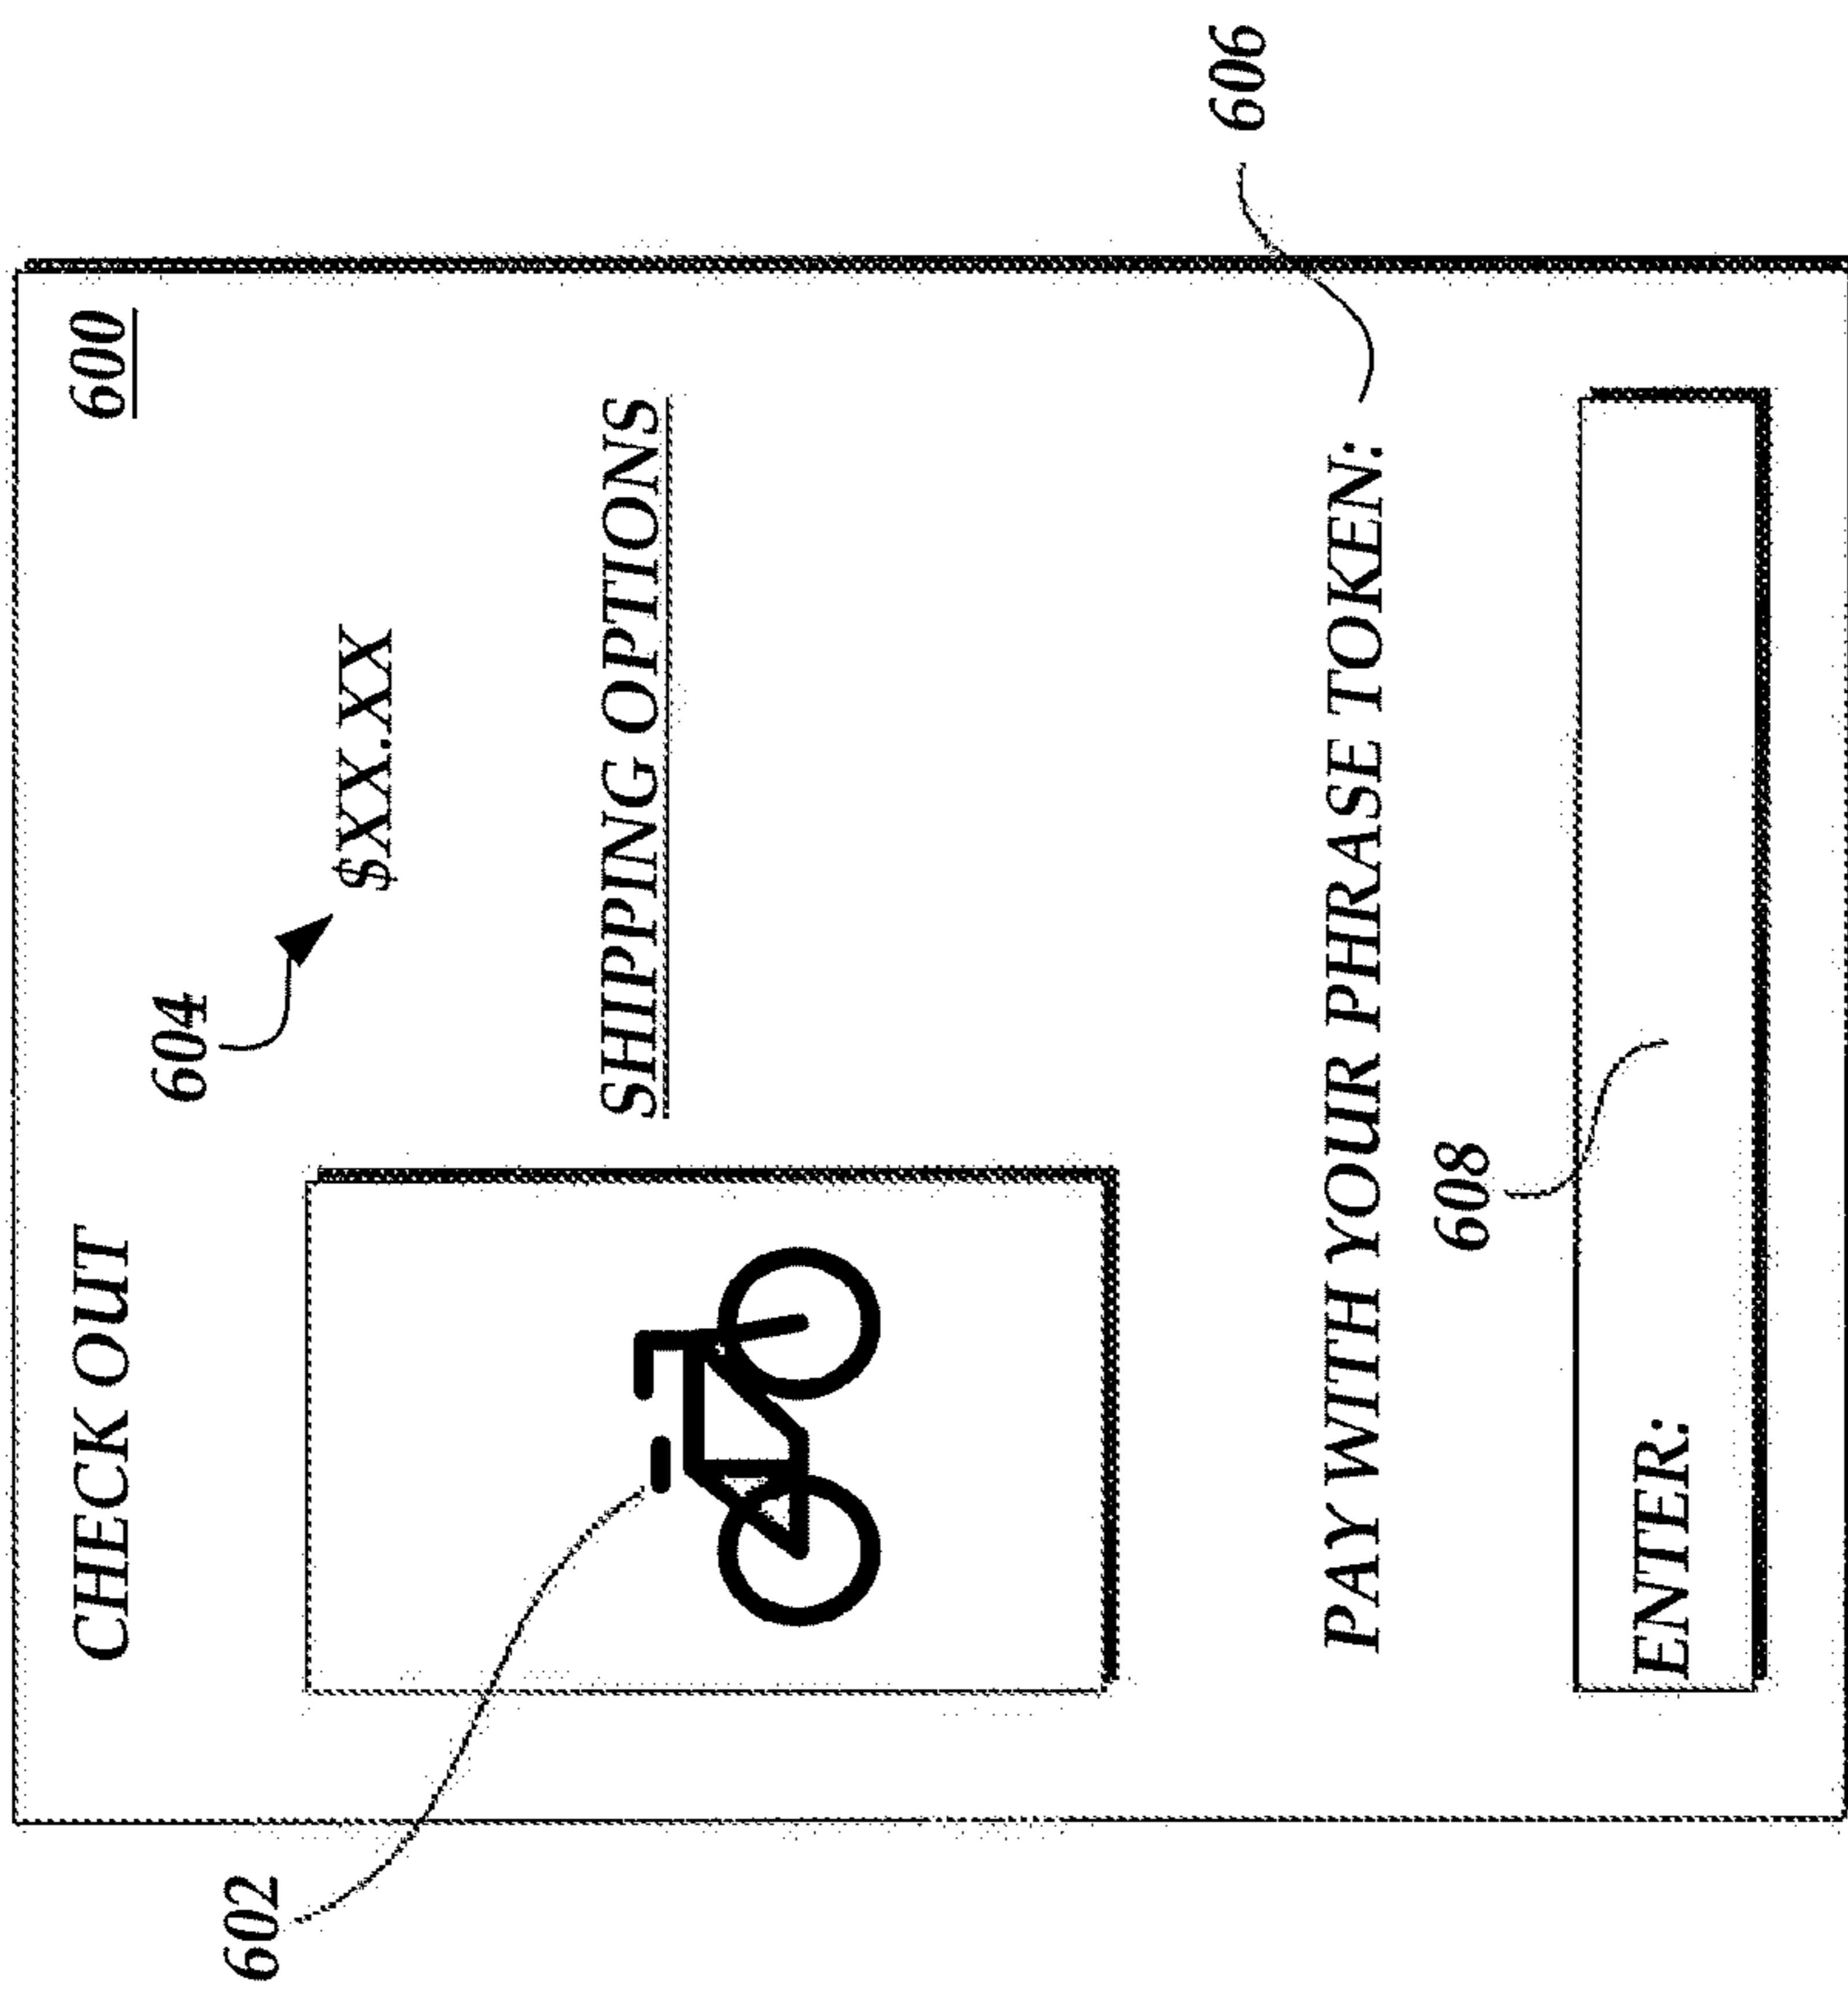 CHECK OUT
600
604
$XX.XX
602
SHIPPING OPTIONS
606
PAY WITH YOUR PHRASE TOKEN:
608
ENTER: